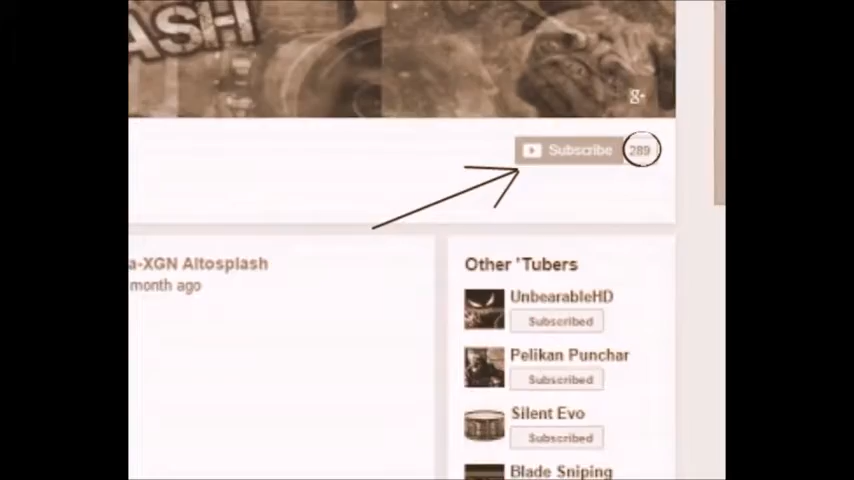 ASH
g+
Subscribe 289
a-XGN Altosplash
month ago
Other 'Tubers
UnbearableHD
Subscribed
Pelikan Punchar
Subscribed
Silent Evo
Subscribed
Blade Sniping